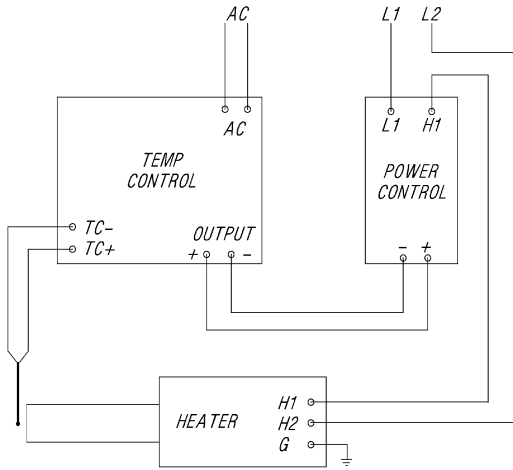 AC
L1 L2
AC
L1 H1
TEMP
CONTROL
POWER
CONTROL
TC-
TC+
OUTPUT
+ -
- +
HEATER
H1
H2
G